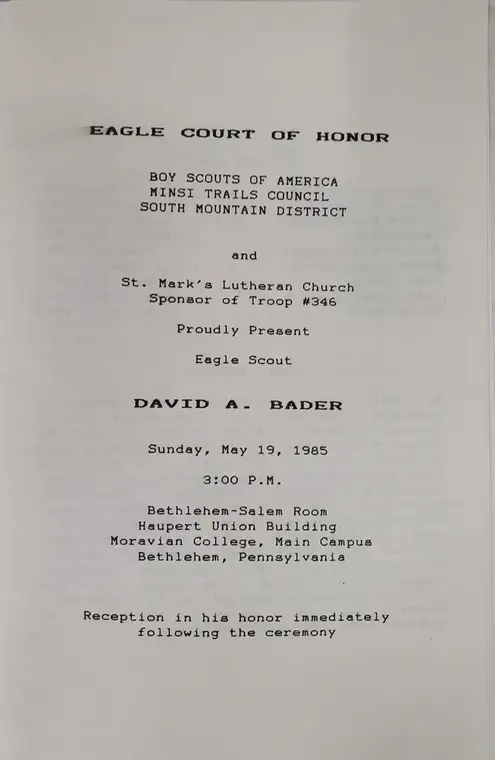 EAGLE COURT OF HONOR
BOY SCOUTS OF AMERICA
MINSI TRAILS COUNCIL
SOUTH MOUNTAIN DISTRICT
and
St. Mark's Lutheran Church
Sponsor of Troop #346
Proudly Present
Eagle Scout
DAVID A. BADER
Sunday, May 19, 1985
3:00 P.M.
Bethlehem-Salem Room
Haupert Union Building
Moravian College, Main Campus
Bethlehem, Pennsylvania
Reception in his honor immediately
following the ceremony